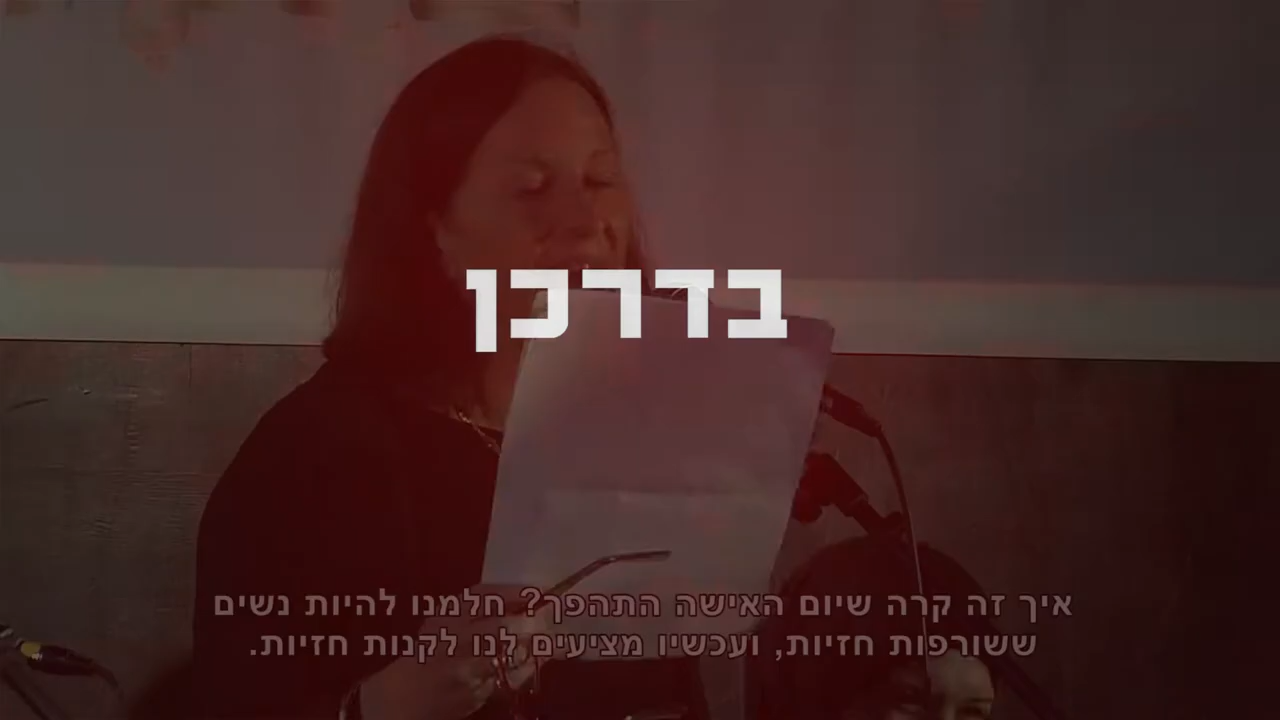 בדרכן
איך זה קרה שיום האישה התהפך? חלמנו להיות נשים
ששורפות חזיות, ועכשיו מציעים לנו לקנות חזיות.